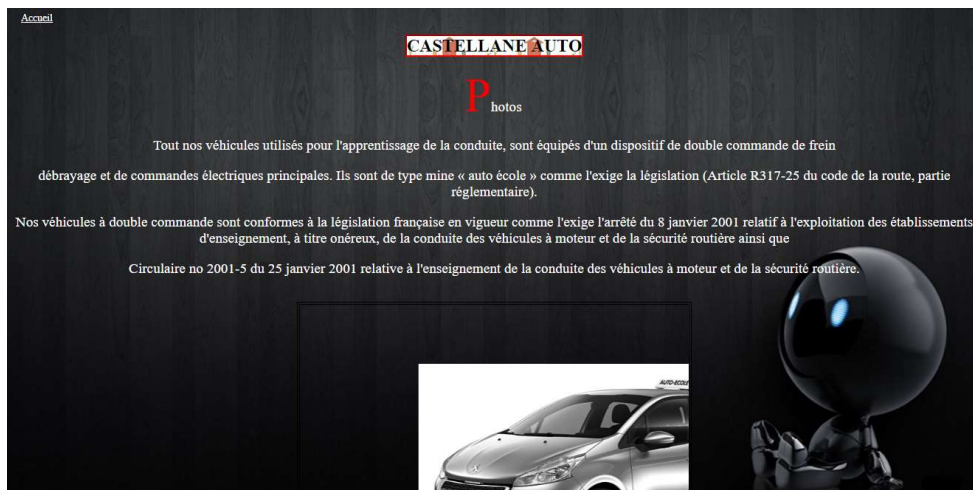 Accueil
CASTELLANE AUTO
Photos
Tout nos véhicules utilisés pour l'apprentissage de la conduite, sont équipés d'un dispositif de double commande de frein
débrayage et de commandes électriques principales. Ils sont de type mine « auto école » comme l'exige la législation (Article R317-25 du code de la route, partie
réglementaire).
Nos véhicules à double commande sont conformes à la législation française en vigueur comme l'exige l'arrêté du 8 janvier 2001 relatif à l'exploitation des établissements
d'enseignement, à titre onéreux, de la conduite des véhicules à moteur et de la sécurité routière ainsi que
Circulaire no 2001-5 du 25 janvier 2001 relative à l'enseignement de la conduite des véhicules à moteur et de la sécurité routière.
AUTO-ECOLE